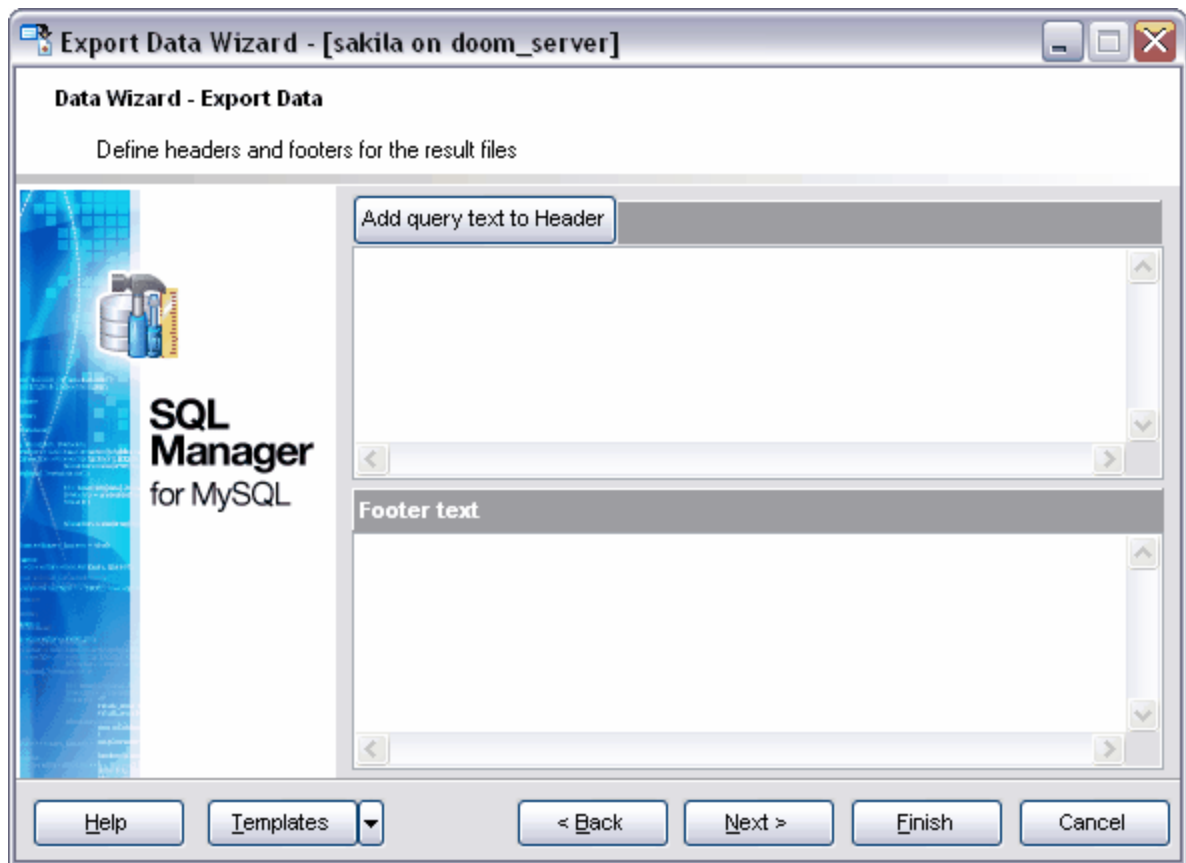 Export Data Wizard - [sakila on doom_server]
Data Wizard - Export Data
Define headers and footers for the result files
Add query text to Header
SQL
Manager
for MySQL
Footer text
Help
Templates
< Back
Next >
Finish
Cancel